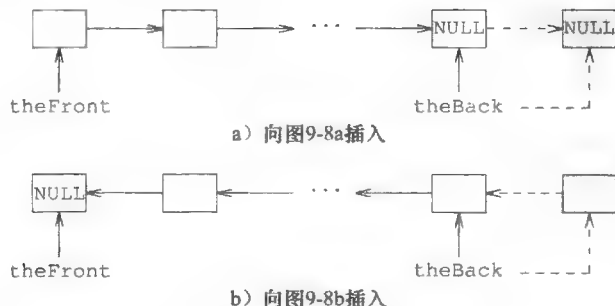 NULL NULL
theFront theBack
a) 向图9-8a插入
NULL
theFront theBack
b) 向图9-8b插入